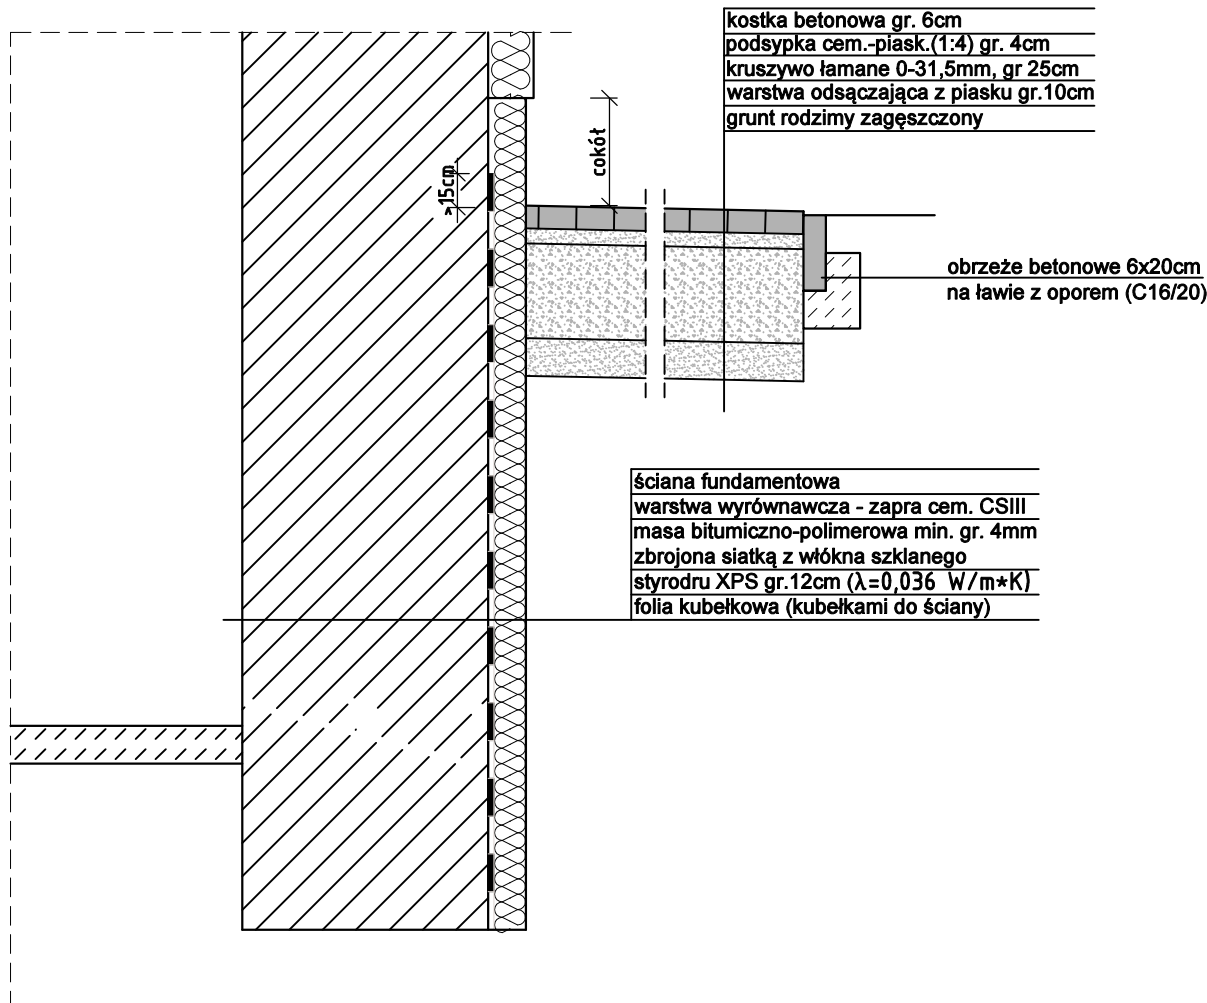 kostka betonowa gr. 6cm
podsypka cem.-piask.(1:4) gr. 4cm
kruszywo łamane 0-31,5mm, gr 25cm
warstwa odsączająca z piasku gr.10cm
grunt rodzimy zagęszczony
cokół
>15cm
obrzeże betonowe 6x20cm
na ławie z oporem (C16/20)
ściana fundamentowa
warstwa wyrównawcza - zapra cem. CSIII
masa bitumiczno-polimerowa min. gr. 4mm
zbrojona siatką z włókna szklanego
styrodru XPS gr.12cm (λ=0,036 W/m*K)
folia kubełkowa (kubełkami do ściany)